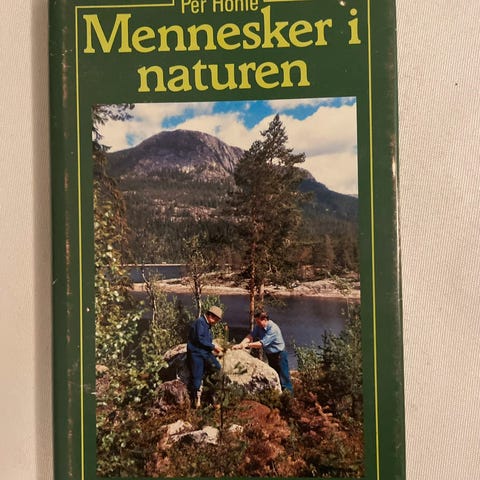 Per Hohle
Mennesker i
naturen